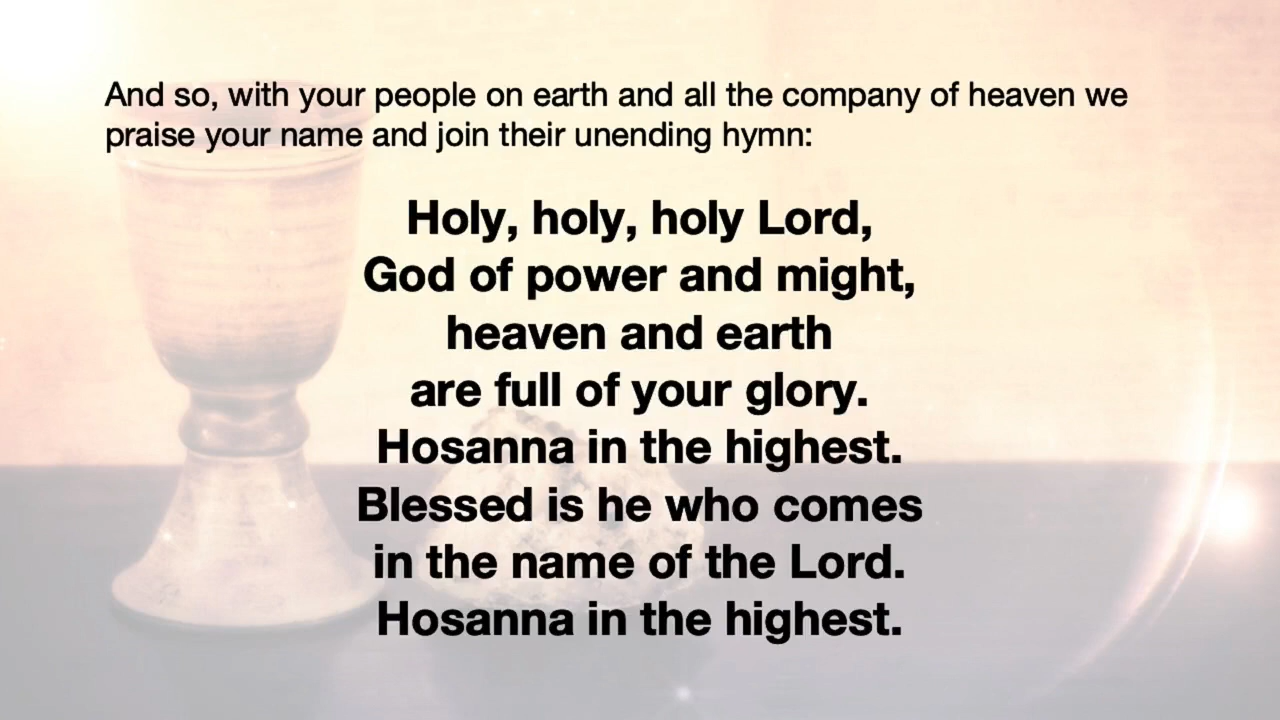 And so, with your people on earth and all the company of heaven we
praise your name and join their unending hymn:
Holy, holy, holy Lord,
God of power and might,
heaven and earth
are full of your glory.
Hosanna in the highest.
Blessed is he who comes
in the name of the Lord.
Hosanna in the highest.